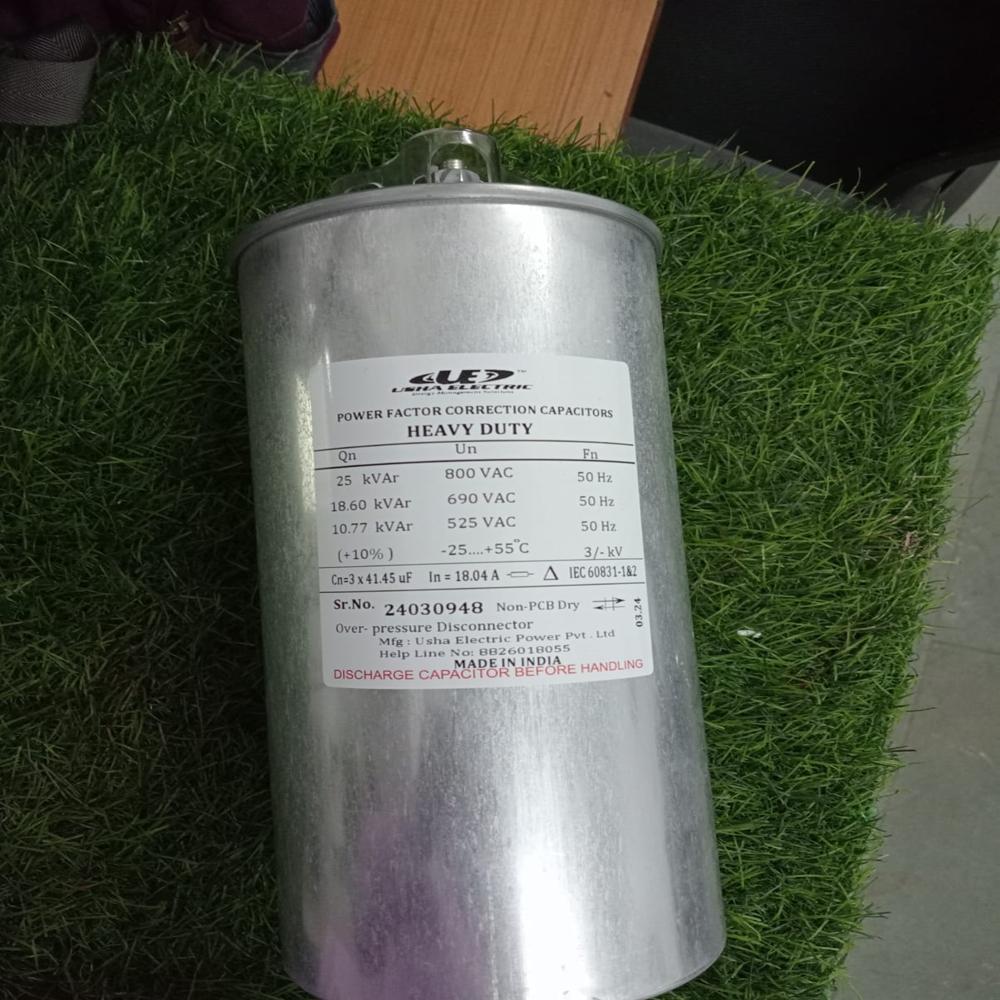 UE TM
USHA ELECTRIC
Energy Management Solutions
POWER FACTOR CORRECTION CAPACITORS
HEAVY DUTY
Qn Un Fn
25 kVAr 800 VAC 50 Hz
18.60 kVAr 690 VAC 50 Hz
10.77 kVAr 525 VAC 50 Hz
(+10% ) -25....+55°C 3/- kV
Cn=3 x 41.45 uF In = 18.04 A Δ IEC 60831-1&2
Sr.No. 24030948 Non-PCB Dry
03.24
Over- pressure Disconnector
Mfg : Usha Electric Power Pvt . Ltd
Help Line No: 8826018055
MADE IN INDIA
DISCHARGE CAPACITOR BEFORE HANDLING